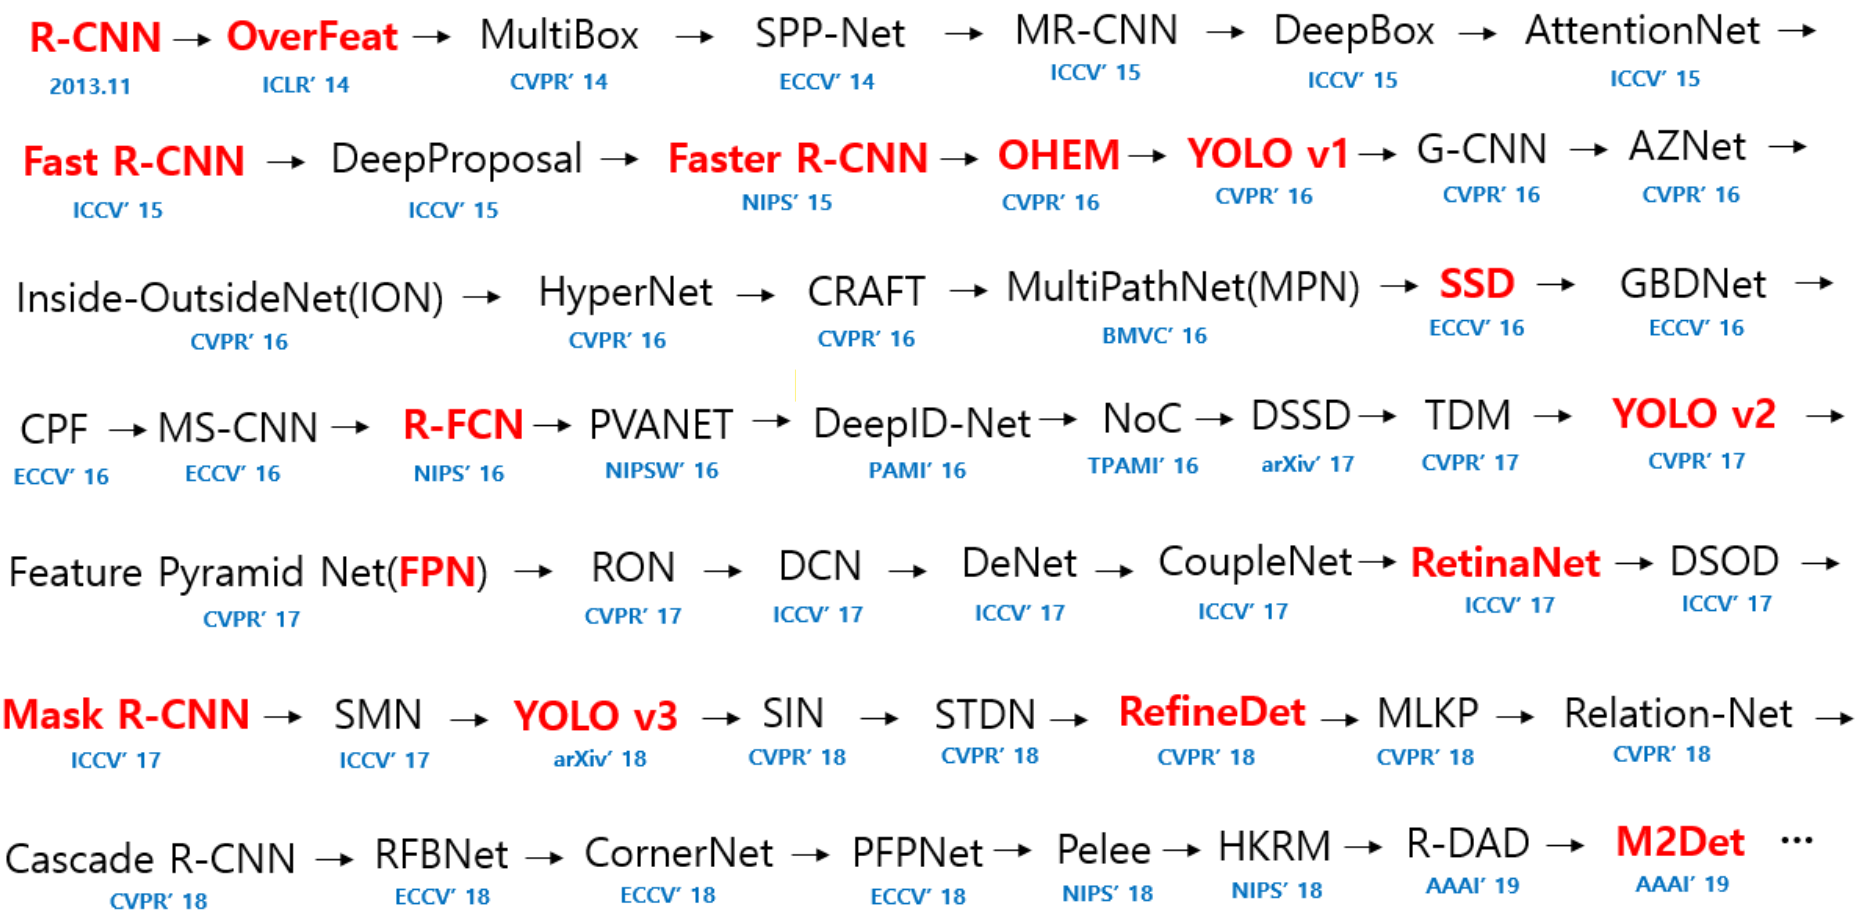 R-CNN → OverFeat → MultiBox → SPP-Net → MR-CNN → DeepBox → AttentionNet →
2013.11 ICLR' 14 CVPR' 14 ECCV' 14 ICCV' 15 ICCV' 15 ICCV' 15
Fast R-CNN → DeepProposal → Faster R-CNN → OHEM → YOLO v1 → G-CNN → AZNet →
ICCV' 15 ICCV' 15 NIPS' 15 CVPR' 16 CVPR' 16 CVPR' 16 CVPR' 16
Inside-OutsideNet(ION) → HyperNet → CRAFT → MultiPathNet(MPN) → SSD → GBDNet →
CVPR' 16 CVPR' 16 CVPR' 16 BMVC' 16 ECCV' 16 ECCV' 16
CPF → MS-CNN → R-FCN → PVANET → DeepID-Net → NoC → DSSD → TDM → YOLO v2 →
ECCV' 16 ECCV' 16 NIPS' 16 NIPSW' 16 PAMI' 16 TPAMI' 16 arXiv' 17 CVPR' 17 CVPR' 17
Feature Pyramid Net(FPN) → RON → DCN → DeNet → CoupleNet → RetinaNet → DSOD →
CVPR' 17 CVPR' 17 ICCV' 17 ICCV' 17 ICCV' 17 ICCV' 17 ICCV' 17
Mask R-CNN → SMN → YOLO v3 → SIN → STDN → RefineDet → MLKP → Relation-Net →
ICCV' 17 ICCV' 17 arXiv' 18 CVPR' 18 CVPR' 18 CVPR' 18 CVPR' 18 CVPR' 18
Cascade R-CNN → RFBNet → CornerNet → PFPNet → Pelee → HKRM → R-DAD → M2Det ···
CVPR' 18 ECCV' 18 ECCV' 18 ECCV' 18 NIPS' 18 NIPS' 18 AAAI' 19 AAAI' 19